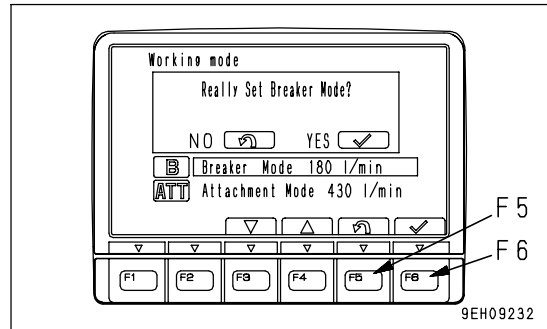 Working mode
Really Set Breaker Mode?
NO YES
B Breaker Mode 180 l/min
ATT Attachment Mode 430 l/min
F5
F6
F1 F2 F3 F4 F5 F6
9EH09232